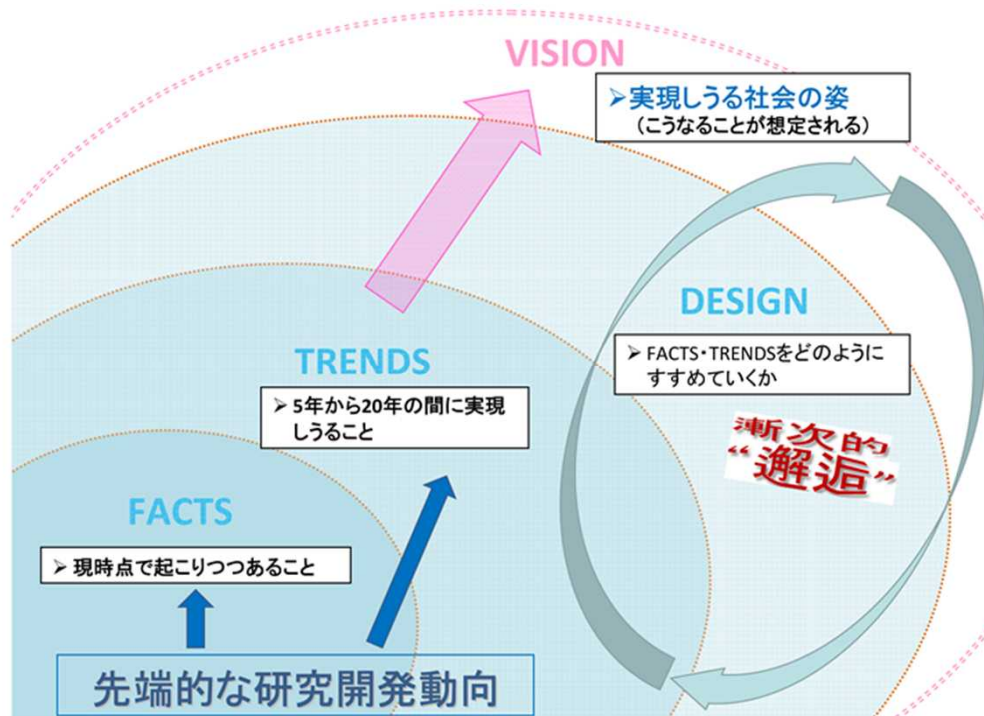 VISION
➢実現しうる社会の姿
（こうなることが想定される）
DESIGN
➢ FACTS・TRENDSをどのように
すすめていくか
漸次的
“邂逅”
TRENDS
➢ 5年から20年の間に実現
しうること
FACTS
➢ 現時点で起こりつつあること
先端的な研究開発動向